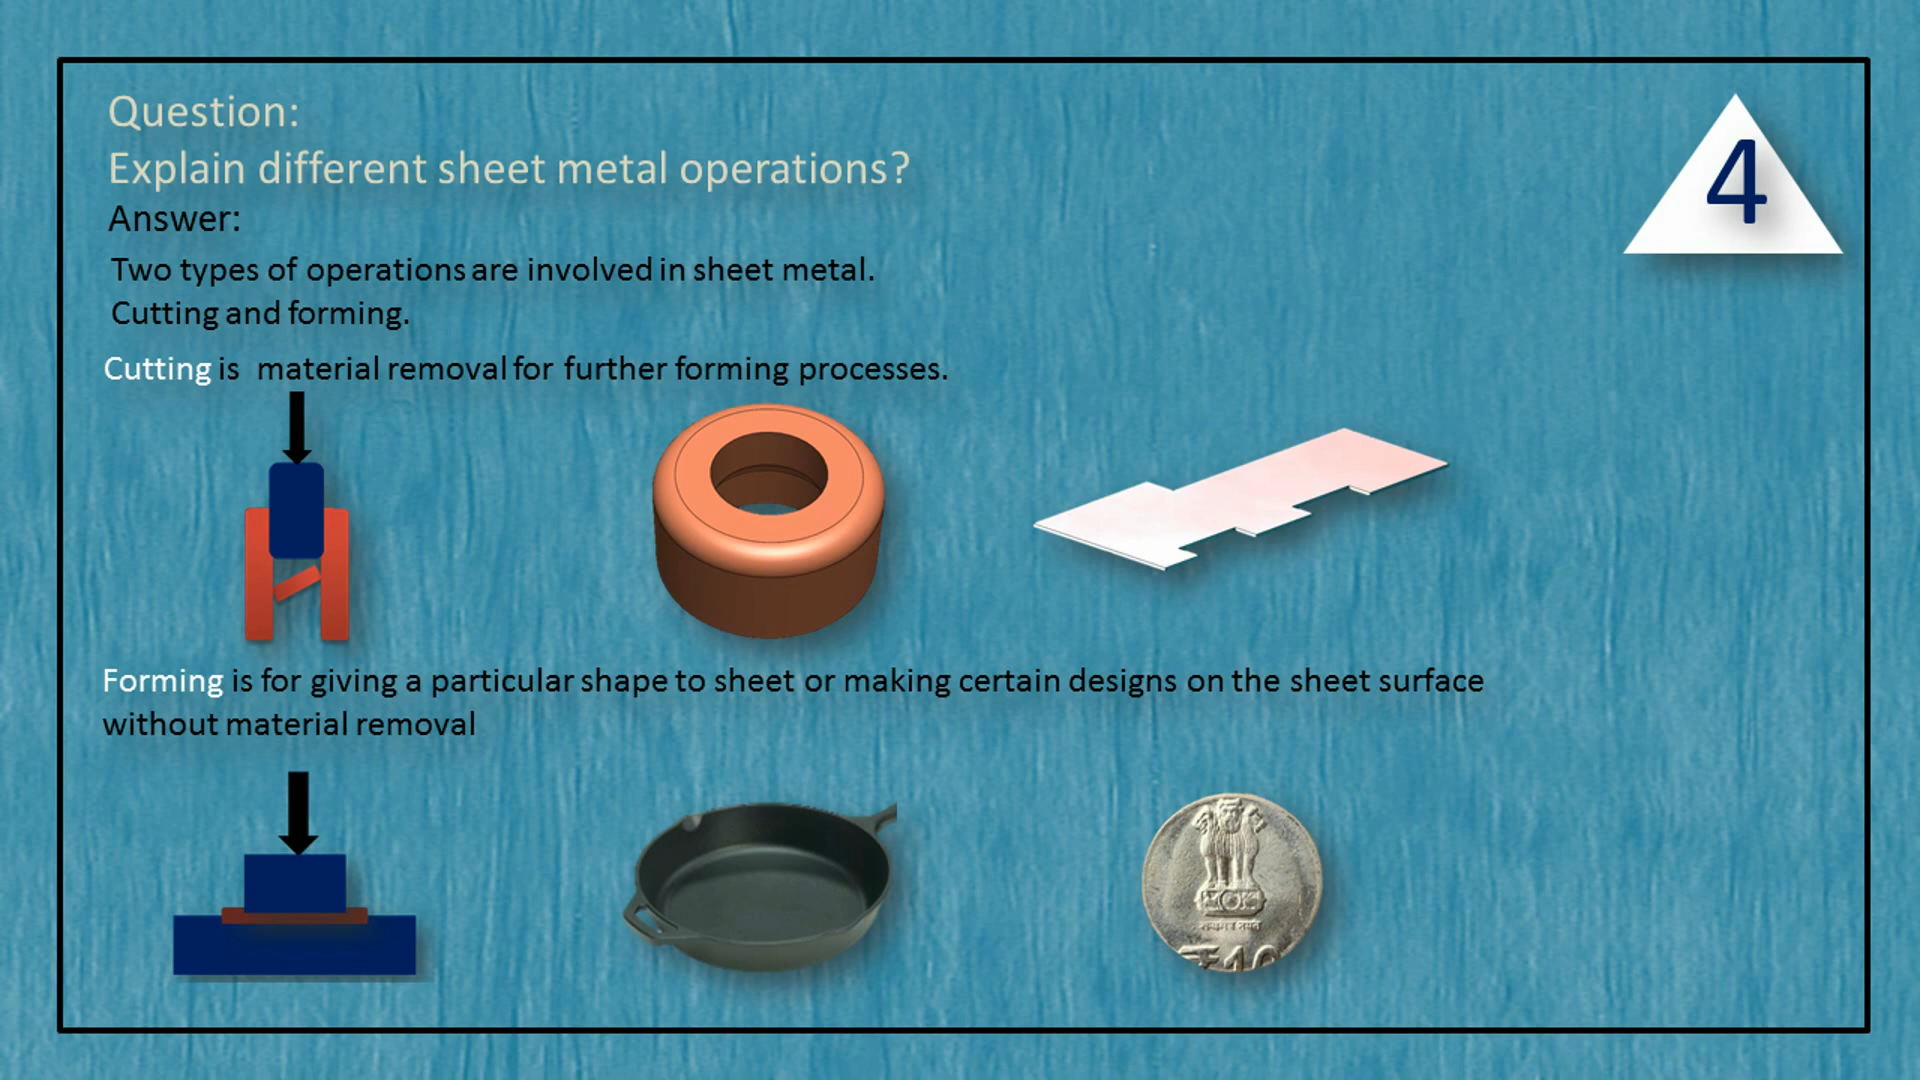 Question:
Explain different sheet metal operations?
4
Answer:
Two types of operations are involved in sheet metal.
Cutting and forming.
Cutting is material removal for further forming processes.
Forming is for giving a particular shape to sheet or making certain designs on the sheet surface
without material removal
₹10